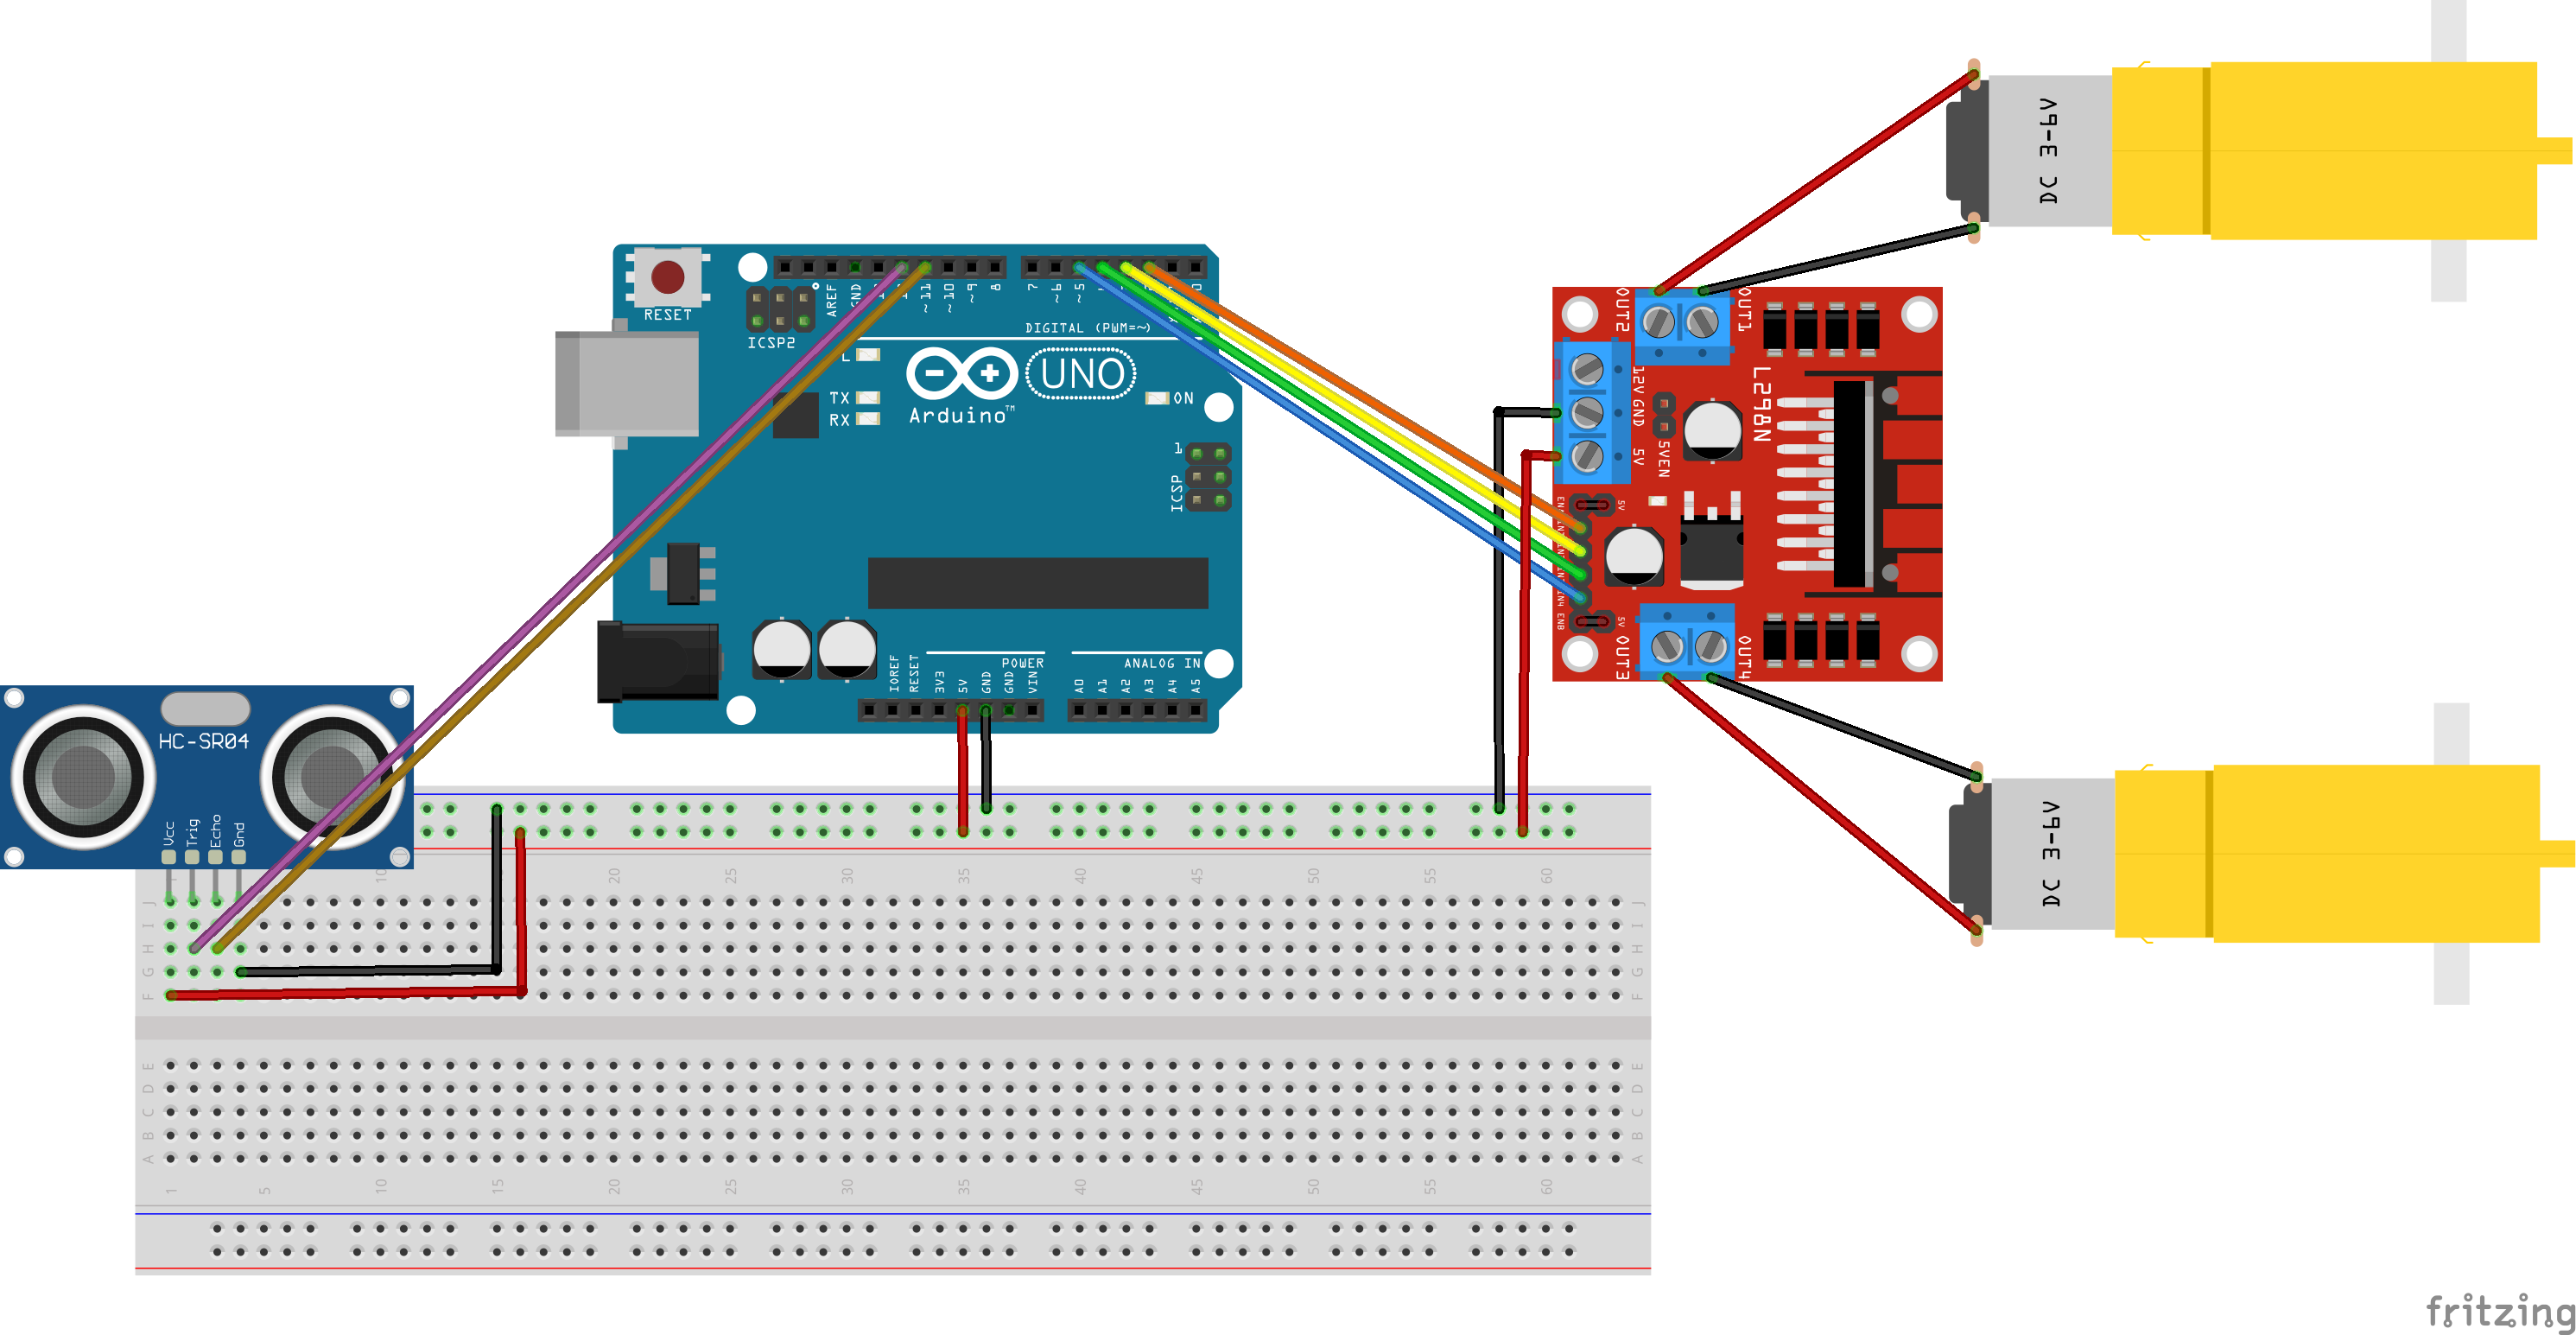 DC 3-6V
RESET
ICSP2
AREF
GND
~11
~10
~9
8
7
~6
~5
DIGITAL (PWM=~)
L
TX
RX
UNO
Arduino™
ON
ICSP
1
IOREF
RESET
3V3
5V
GND
GND
VIN
POWER
A0
A1
A2
A3
A4
A5
ANALOG IN
OUT2
OUT1
12V
GND
5V
5VEN
L298N
5V
ENB
5V
OUT3
OUT4
DC 3-6V
HC-SR04
Vcc
Trig
Echo
Gnd
10
20
25
30
35
40
45
50
55
60
J
I
H
G
F
J
I
H
G
F
E
D
C
B
A
E
D
C
B
A
1
5
10
15
20
25
30
35
40
45
50
55
60
fritzing